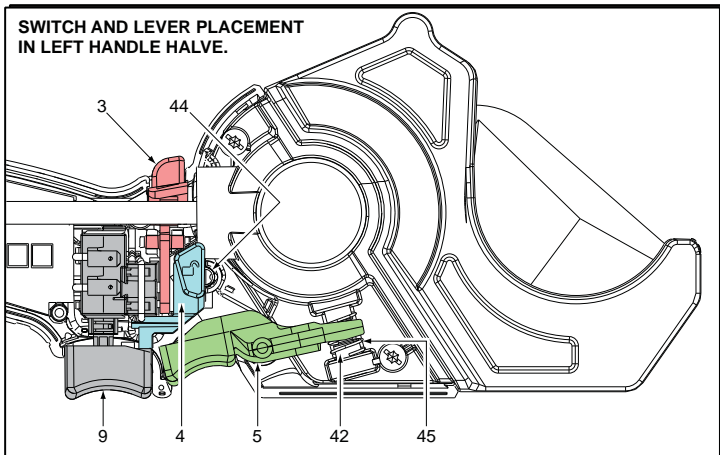 SWITCH AND LEVER PLACEMENT
IN LEFT HANDLE HALVE.
3 44
9 4 5 42 45